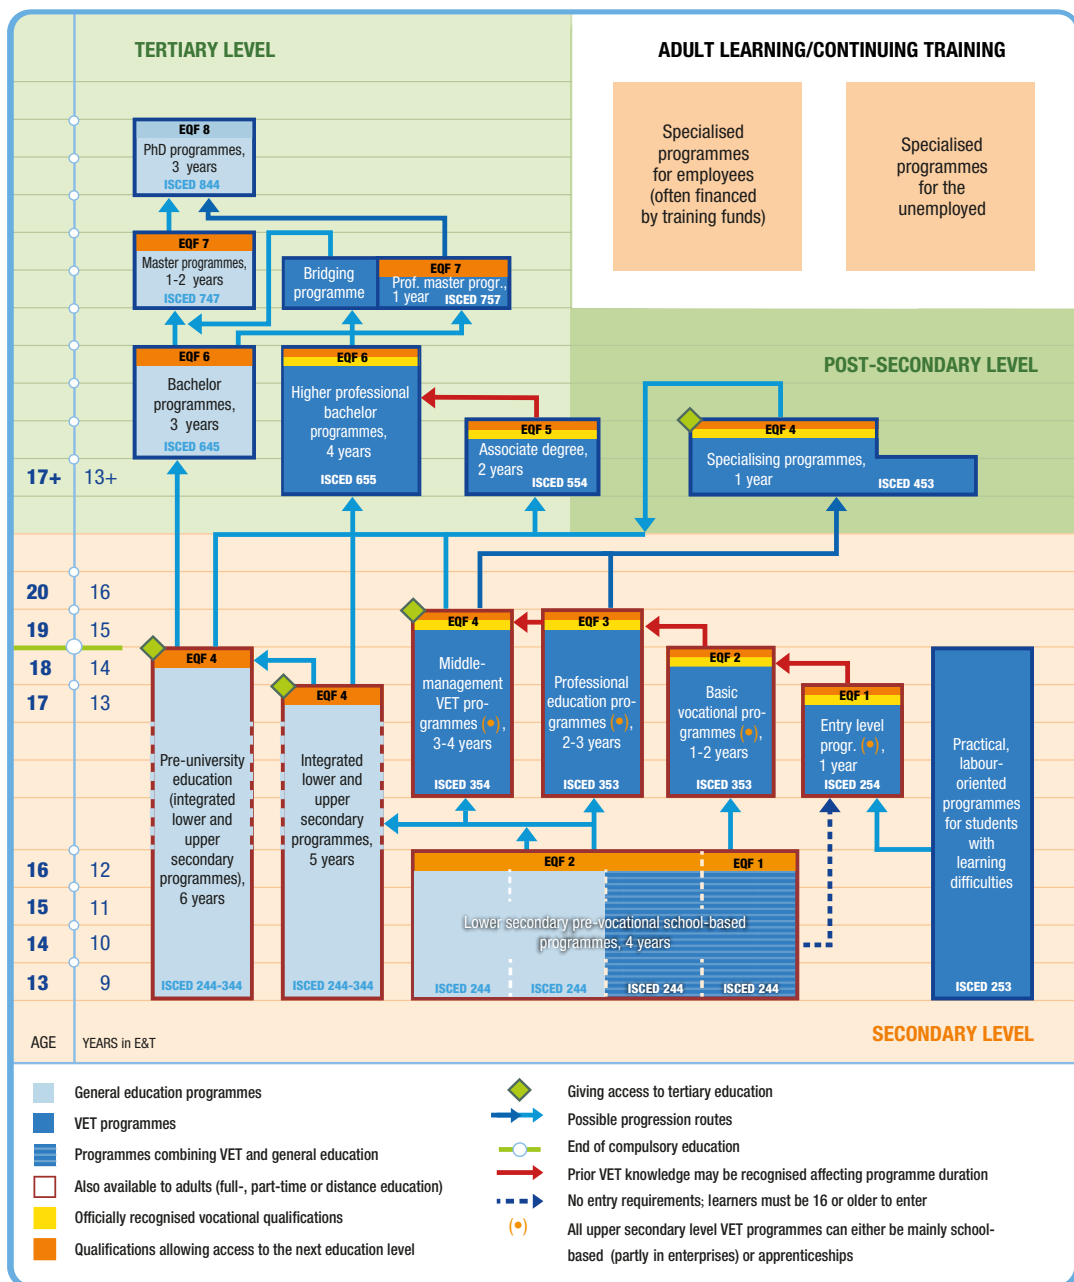 TERTIARY LEVEL
ADULT LEARNING/CONTINUING TRAINING
Specialised
programmes
for employees
(often financed
by training funds)
Specialised
programmes
for the
unemployed
EQF 8
PhD programmes,
3 years
ISCED 844
EQF 7
Master programmes,
1-2 years
ISCED 747
Bridging
programme
EQF 7
Prof. master progr.,
1 year ISCED 757
POST-SECONDARY LEVEL
EQF 6
Bachelor
programmes,
3 years
ISCED 645
EQF 6
Higher professional
bachelor
programmes,
4 years
ISCED 655
EQF 5
Associate degree,
2 years
ISCED 554
EQF 4
Specialising programmes,
1 year
ISCED 453
17+ 13+
20 16
19 15
18 14
17 13
16 12
15 11
14 10
13 9
AGE YEARS in E&T
EQF 4
Pre-university
education
(integrated
lower and
upper
secondary
programmes),
6 years
ISCED 244-344
EQF 4
Integrated
lower and
upper
secondary
programmes,
5 years
ISCED 244-344
EQF 4
Middle-
management
VET pro-
grammes (•),
3-4 years
ISCED 354
EQF 3
Professional
education pro-
grammes (•),
2-3 years
ISCED 353
EQF 2
Basic
vocational pro-
grammes (•),
1-2 years
ISCED 353
EQF 1
Entry level
progr. (•),
1 year
ISCED 254
Practical,
labour-
oriented
programmes
for students
with
learning
difficulties
ISCED 253
EQF 2
EQF 1
Lower secondary pre-vocational school-based
programmes, 4 years
ISCED 244
ISCED 244
ISCED 244
ISCED 244
SECONDARY LEVEL
General education programmes
VET programmes
Programmes combining VET and general education
Also available to adults (full-, part-time or distance education)
Officially recognised vocational qualifications
Qualifications allowing access to the next education level
Giving access to tertiary education
Possible progression routes
End of compulsory education
Prior VET knowledge may be recognised affecting programme duration
No entry requirements; learners must be 16 or older to enter
(•) All upper secondary level VET programmes can either be mainly school-
based (partly in enterprises) or apprenticeships